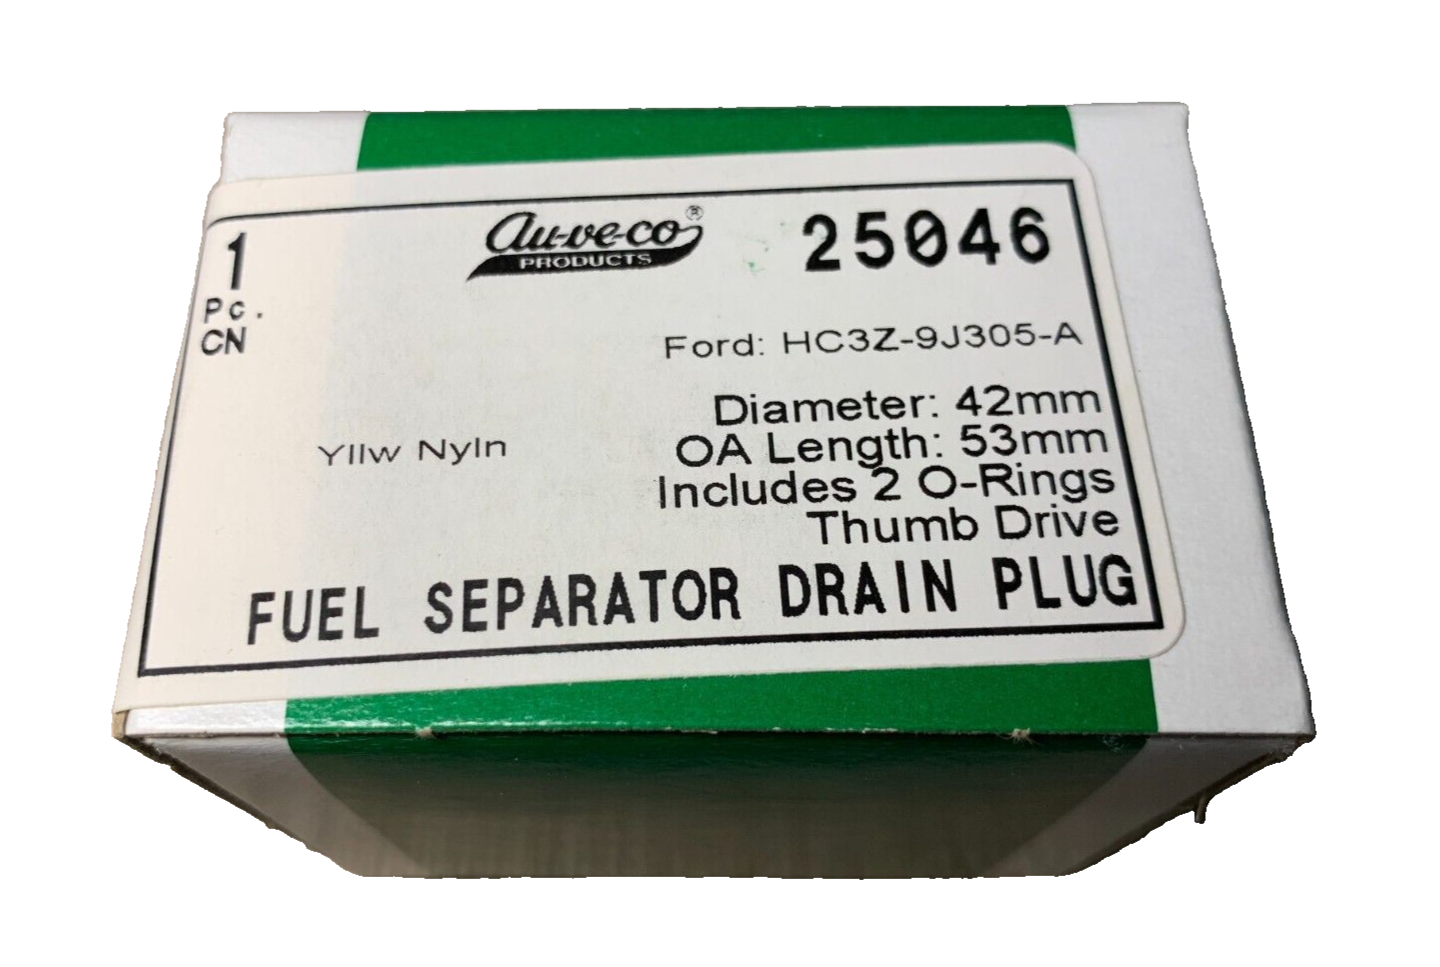 1
Pc.
CN
Au-ve-co®
PRODUCTS
25046
Ford: HC3Z-9J305-A
Diameter: 42mm
Yllw Nyln
OA Length: 53mm
Includes 2 O-Rings
Thumb Drive
FUEL SEPARATOR DRAIN PLUG